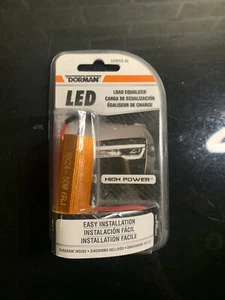 DORMAN
LED
LOAD EQUALIZER
CARGA DE ECUALIZACIÓN
ÉGALISEUR DE CHARGE
HIGH POWER
EASY INSTALLATION
INSTALACIÓN FÁCIL
INSTALLATION FACILE